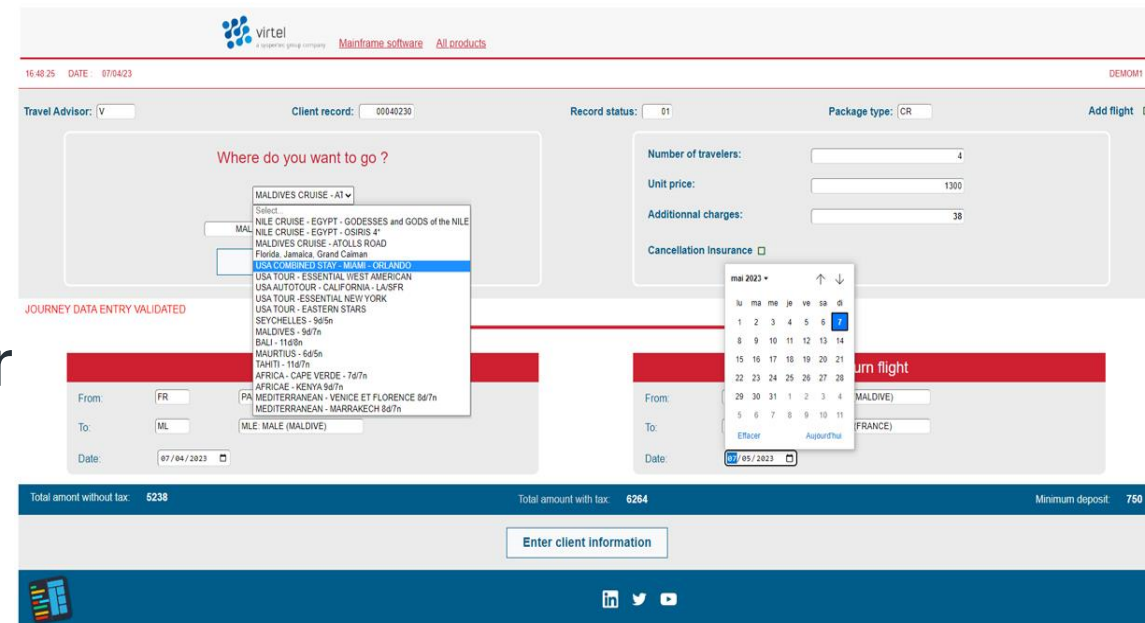 virtel
a syspertec group company
Mainframe software All products
16:48:25 DATE : 07/04/23 DEMOM1
Travel Advisor: V Client record: 00040230 Record status: 01 Package type: CR Add flight
Where do you want to go ?
MALDIVES CRUISE - AT
Select...
NILE CRUISE - EGYPT - GODESSES and GODS of the NILE
NILE CRUISE - EGYPT - OSIRIS 4*
MALDIVES CRUISE - ATOLLS ROAD
Florida, Jamaica, Grand Caiman
USA COMBINED STAY - MIAMI - ORLANDO
USA TOUR - ESSENTIAL WEST AMERICAN
USA AUTOTOUR - CALIFORNIA - LA/SFR
USA TOUR -ESSENTIAL NEW YORK
USA TOUR - EASTERN STARS
SEYCHELLES - 9d/5n
MALDIVES - 9d/7n
BALI - 11d/8n
MAURTIUS - 6d/5n
TAHITI - 11d/7n
AFRICA - CAPE VERDE - 7d/7n
AFRICAE - KENYA 9d/7n
MEDITERRANEAN - VENICE ET FLORENCE 8d/7n
MEDITERRANEAN - MARRAKECH 8d/7n
MAL
Number of travelers: 4
Unit price: 1300
Additionnal charges: 38
Cancellation Insurance
mai 2023
lu ma me je ve sa di
1 2 3 4 5 6 7
8 9 10 11 12 13 14
15 16 17 18 19 20 21
22 23 24 25 26 27 28
29 30 31 1 2 3 4
5 6 7 8 9 10 11
Effacer Aujourd'hui
JOURNEY DATA ENTRY VALIDATED
r
From: FR PA
To: ML MLE: MALE (MALDIVE)
Date: 07/04/2023
urn flight
From: MALDIVE)
To: (FRANCE)
Date: 07/05/2023
Total amont without tax: 5238 Total amount with tax: 6264 Minimum deposit: 750
Enter client information
in